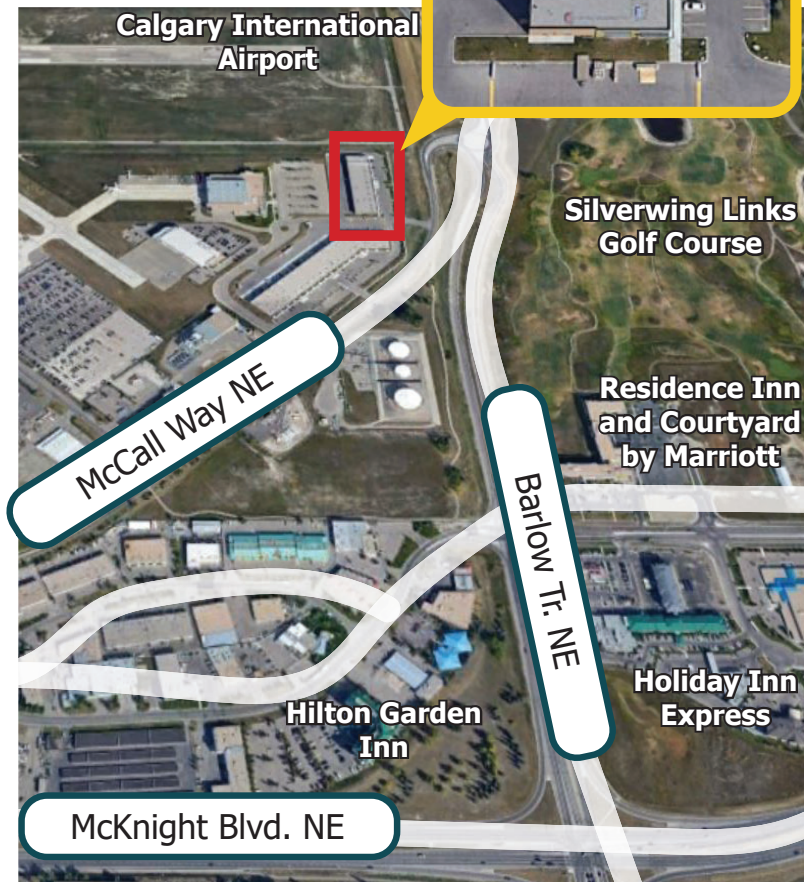 Calgary International
Airport
Silverwing Links
Golf Course
McCall Way NE
Residence Inn
and Courtyard
by Marriott
Barlow Tr. NE
Holiday Inn
Express
Hilton Garden
Inn
McKnight Blvd. NE